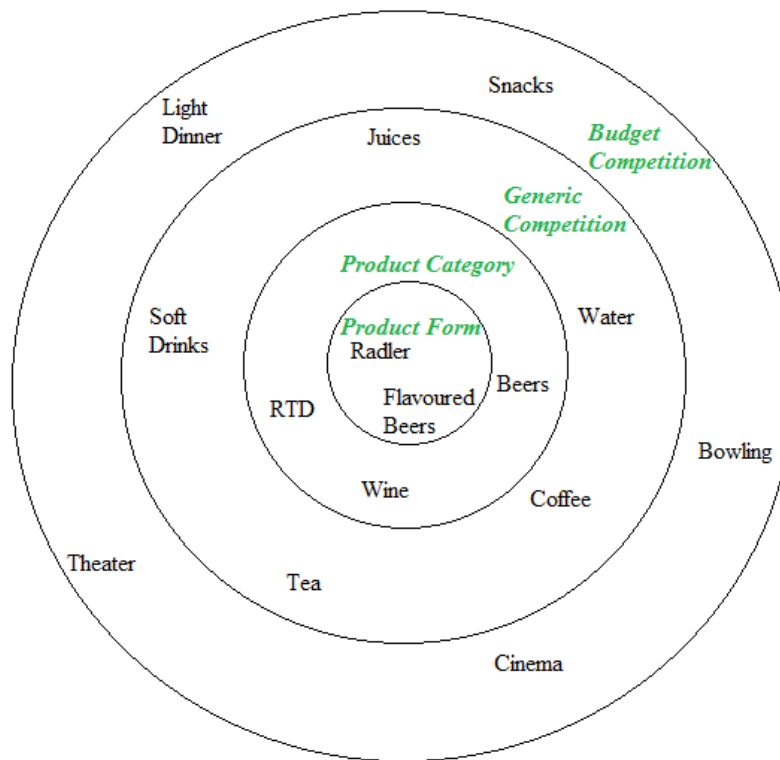 Snacks
Light
Dinner
Budget
Competition
Juices
Generic
Competition
Product Category
Soft
Drinks
Water
Product Form
Radler
Beers
Flavoured
Beers
RTD
Wine
Coffee
Bowling
Theater
Tea
Cinema